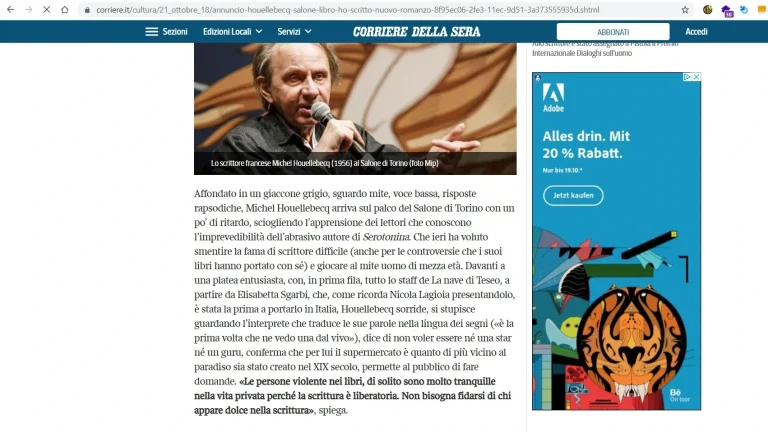 corriere.it/cultura/21_ottobre_18/annuncio-houellebecq-salone-libro-ho-scritto-nuovo-romanzo-8f95ec06-2fe3-11ec-9d51-3a373555935d.shtml
Sezioni Edizioni Locali Servizi CORRIERE DELLA SERA ABBONATI Accedi
Allo scrittore è stato assegnato a Pistoia il Premio
Internazionale Dialoghi sull'uomo
Lo scrittore francese Michel Houellebecq (1956) al Salone di Torino (foto Mip)
Affondato in un giaccone grigio, sguardo mite, voce bassa, risposte
rapsodiche, Michel Houellebecq arriva sul palco del Salone di Torino con un
po' di ritardo, sciogliendo l'apprensione dei lettori che conoscono
l'imprevedibilità dell'abrasivo autore di Serotonina. Che ieri ha voluto
smentire la fama di scrittore difficile (anche per le controversie che i suoi
libri hanno portato con sé) e giocare al mite uomo di mezza età. Davanti a
una platea entusiasta, con, in prima fila, tutto lo staff de La nave di Teseo, a
partire da Elisabetta Sgarbi, che, come ricorda Nicola Lagioia presentandolo,
è stata la prima a portarlo in Italia, Houellebecq sorride, si stupisce
guardando l'interprete che traduce le sue parole nella lingua dei segni («è la
prima volta che ne vedo una dal vivo»), dice di non voler essere né una star
né un guru, conferma che per lui il supermercato è quanto di più vicino al
paradiso sia stato creato nel XIX secolo, permette al pubblico di fare
domande. «Le persone violente nei libri, di solito sono molto tranquille
nella vita privata perché la scrittura è liberatoria. Non bisogna fidarsi di chi
appare dolce nella scrittura», spiega.
Adobe
Alles drin. Mit
20 % Rabatt.
Nur bis 19.10.*
Jetzt kaufen
Bē
On tour